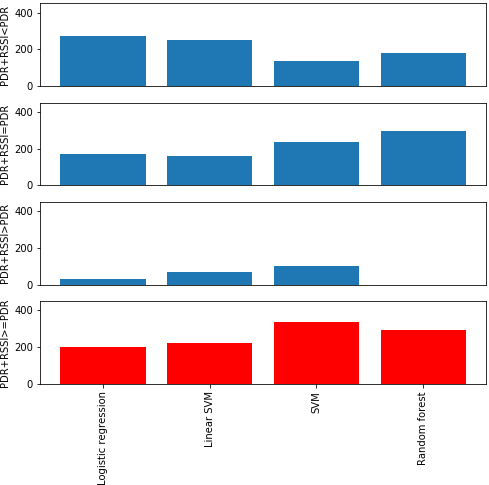 PDR+RSSI<PDR
400
200
0
PDR+RSSI=PDR
400
200
0
PDR+RSSI>PDR
400
200
0
PDR+RSSI>=PDR
400
200
0
Logistic regression
Linear SVM
SVM
Random forest